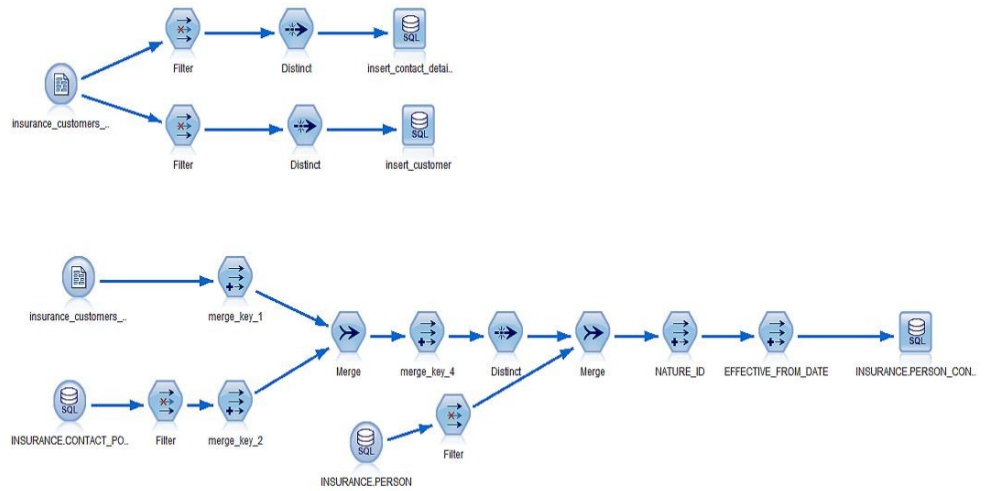 SQL
Filter
Distinct
insert_contact_detai..
insurance_customers_..
SQL
Filter
Distinct
insert_customer
insurance_customers_..
merge_key_1
SQL
Merge
merge_key_4
Distinct
Merge
NATURE_ID
EFFECTIVE_FROM_DATE
INSURANCE.PERSON_CON..
SQL
INSURANCE.CONTACT_PO..
Filter
merge_key_2
SQL
Filter
INSURANCE.PERSON